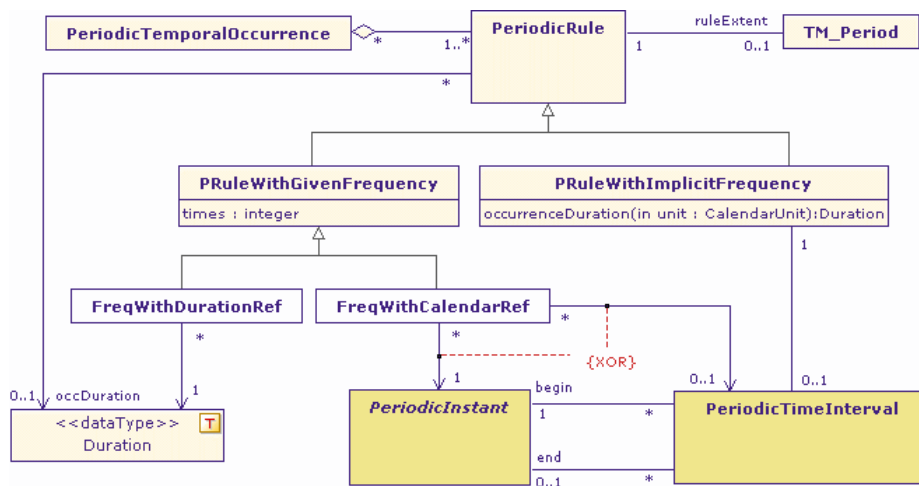 PeriodicTemporalOccurrence
*
1..*
PeriodicRule
ruleExtent
1
0..1
TM_Period
*
PRuleWithGivenFrequency
times : integer
PRuleWithImplicitFrequency
occurrenceDuration(in unit : CalendarUnit):Duration
1
FreqWithDurationRef
FreqWithCalendarRef
*
*
*
{XOR}
0..1
occDuration
1
1
0..1
0..1
<<dataType>>
T
Duration
PeriodicInstant
begin
1
*
end
0..1
*
PeriodicTimeInterval